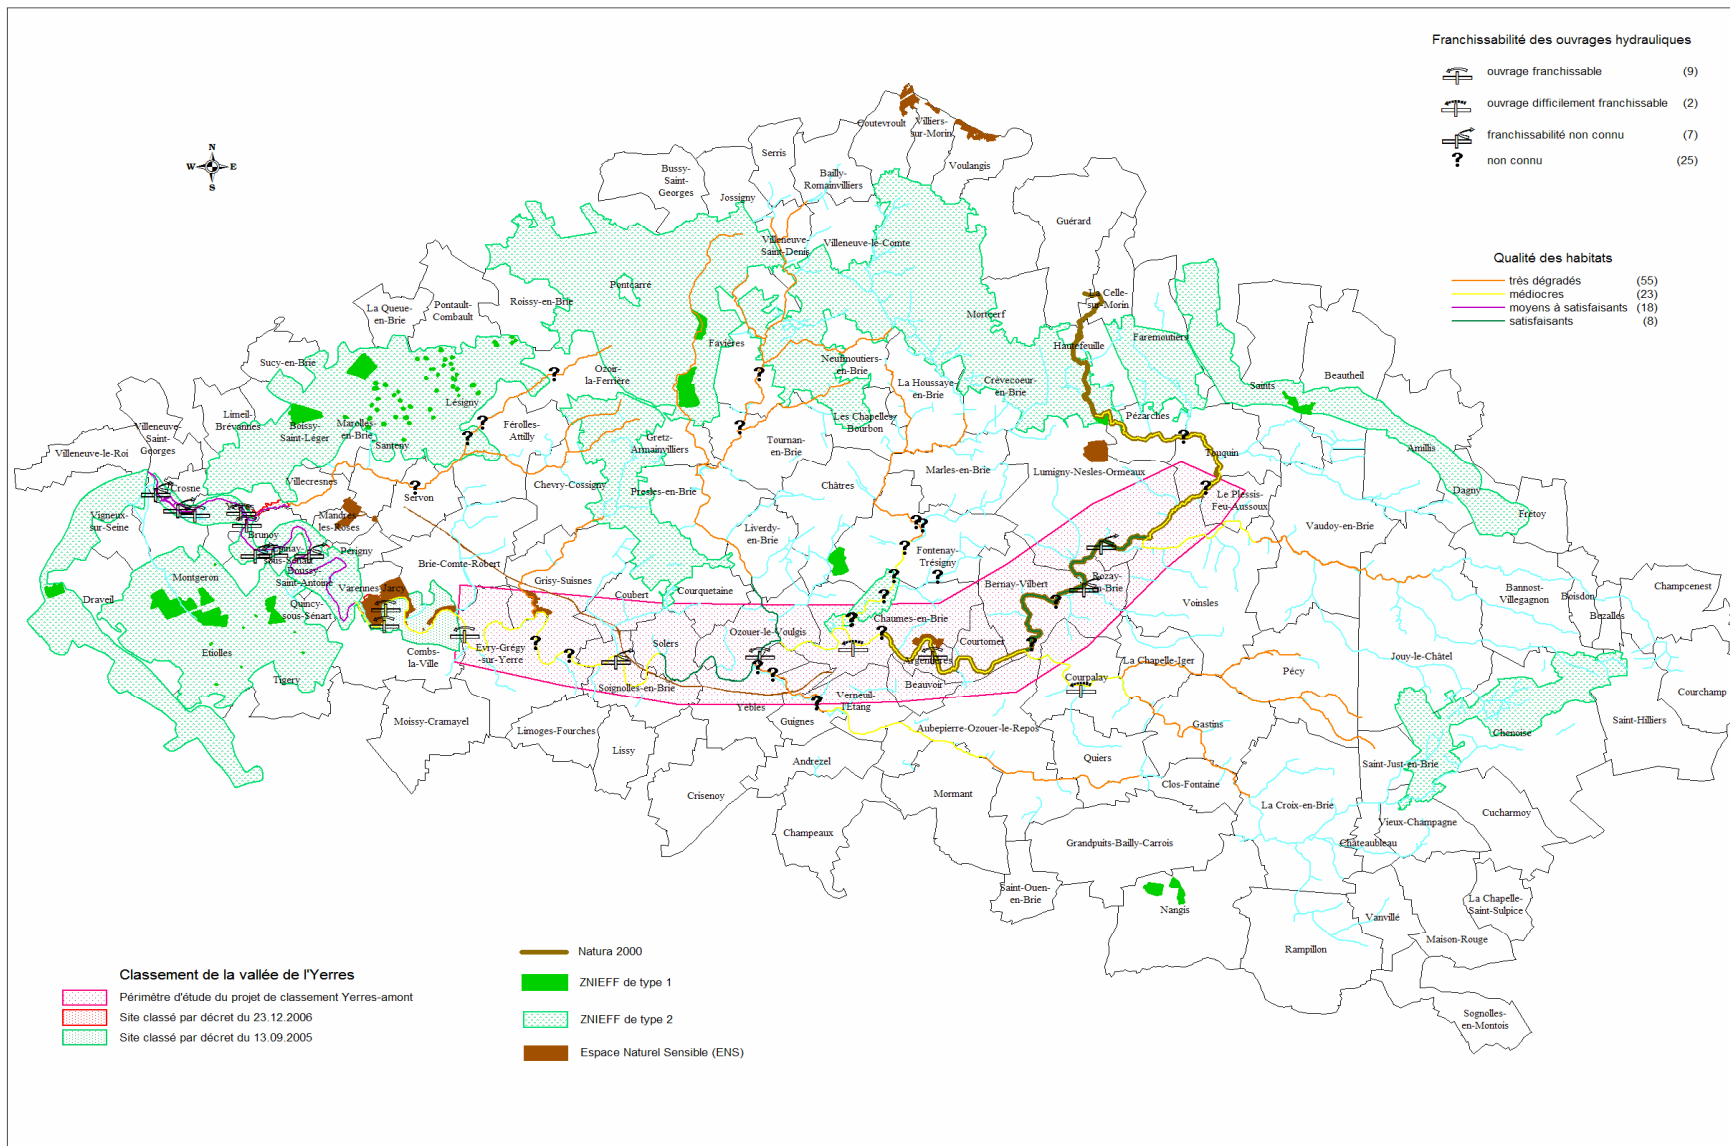 Franchissabilité des ouvrages hydrauliques
ouvrage franchissable (9)
ouvrage difficilement franchissable (2)
franchissabilité non connu (7)
? non connu (25)
Qualité des habitats
très dégradés (55)
médiocres (23)
moyens à satisfaisants (18)
satisfaisants (8)
N
W E
S
Coutevroult
Villiers-
sur-Morin
Voulangis
Serris
Bailly-
Romainvilliers
Bussy-
Saint-
Georges
Jossigny
Guérard
Villeneuve-
Saint-Denis
Villeneuve-le-Comte
Pontcarré
Roissy-en-Brie
Pontault-
Combault
La Queue-
en-Brie
La Celle-
sur-Morin
Mortcerf
Hautefeuille
Faremoutiers
Favières
Neufmoutiers-
en-Brie
Sucy-en-Brie
Ozoir-
la-Ferrière
La Houssaye-
en-Brie
Crèvecoeur-
en-Brie
Saints
Beautheil
Lésigny
Limeil-
Brévannes
Boissy-
Saint-Léger
Marolles-
en-Brie
Santeny
Férolles-
Attilly
Les Chapelles-
Bourbon
Pézarches
Villeneuve-
Saint-
Georges
Villeneuve-le-Roi
Gretz-
Armainvilliers
Tournan-
en-Brie
Touquin
Amillis
Marles-en-Brie
Lumigny-Nesles-Ormeaux
Crosne
Villecresnes
Servon
Chevry-Cossigny
Presles-en-Brie
Châtres
Dagny
Le Plessis-
Feu-Aussoux
Frétoy
Vigneux-
sur-Seine
Yerres
Mandres-
les-Roses
Brunoy
Liverdy-
en-Brie
Vaudoy-en-Brie
Epinay-
sous-Sénart
Périgny
Boussy-
Saint-Antoine
Brie-Comte-Robert
Fontenay-
Trésigny
Montgeron
Varennes-Jarcy
Grisy-Suisnes
Coubert
Courquetaine
Bernay-Vilbert
Rozay-
en-Brie
Bannost-
Villegagnon
Boisdon
Champcenest
Draveil
Quincy-
sous-Sénart
Voinsles
Bezalles
Chaumes-en-Brie
Ozouer-le-Voulgis
Solers
Courtomer
Etiolles
Combs-
la-Ville
Evry-Grégy
-sur-Yerre
Argentières
La Chapelle-Iger
Pécy
Jouy-le-Châtel
Tigery
Soignolles-en-Brie
Beauvoir
Courpalay
Courchamp
Verneuil-
l'Etang
Yèbles
Guignes
Moissy-Cramayel
Limoges-Fourches
Lissy
Aubepierre-Ozouer-le-Repos
Gastins
Saint-Hilliers
Chenoise
Andrezel
Quiers
Saint-Just-en-Brie
Clos-Fontaine
Crisenoy
Mormant
La Croix-en-Brie
Cucharmoy
Champeaux
Vieux-Champagne
Grandpuits-Bailly-Carrois
Châteaubleau
Saint-Ouen-
en-Brie
La Chapelle-
Saint-Sulpice
Nangis
Vanvillé
Maison-Rouge
Rampillon
Sognolles-
en-Montois
Classement de la vallée de l'Yerres
Périmètre d'étude du projet de classement Yerres-amont
Site classé par décret du 23.12.2006
Site classé par décret du 13.09.2005
Natura 2000
ZNIEFF de type 1
ZNIEFF de type 2
Espace Naturel Sensible (ENS)